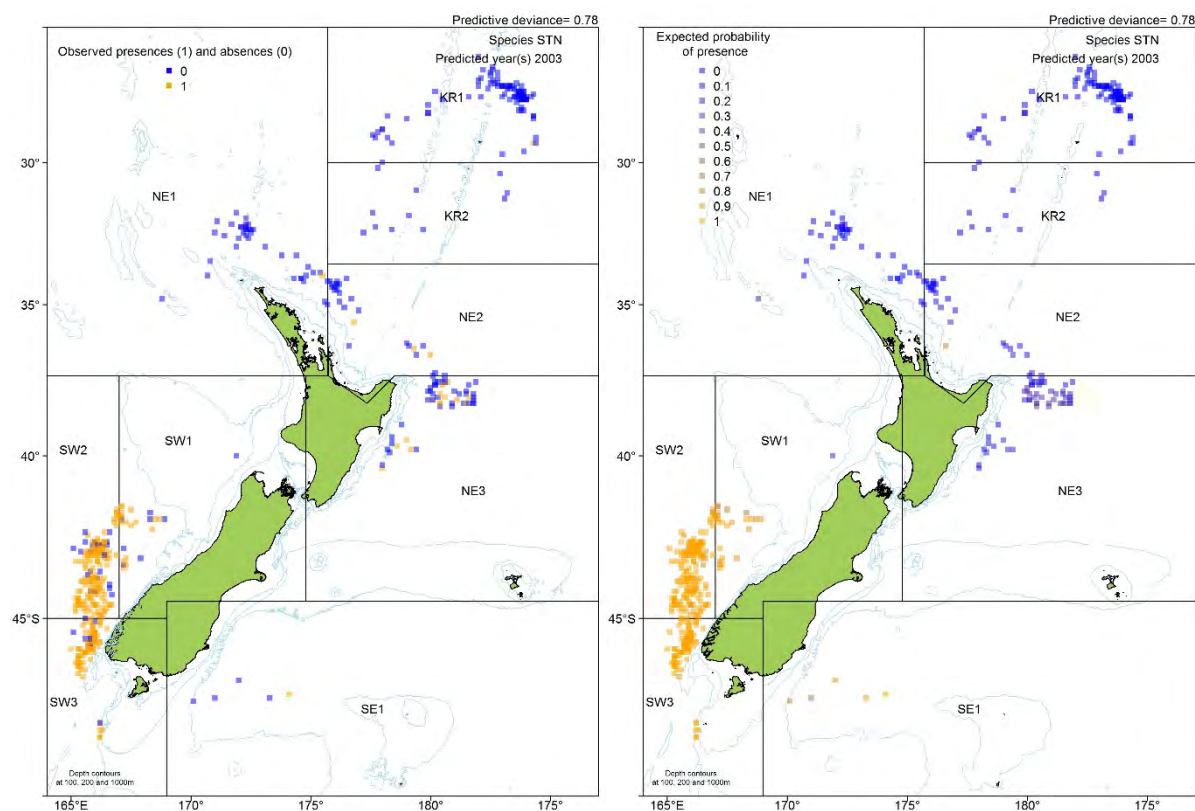 Predictive deviance= 0.78
Observed presences (1) and absences (0)
0
1
Species STN
Predicted year(s) 2003
KR1
30°
NE1
KR2
35°
NE2
SW2
SW1
40°
NE3
45°S
SW3
SE1
Depth contours
at 100, 200 and 1000m
165°E
170°
175°
180°
175°
Predictive deviance= 0.78
Expected probability
of presence
0
0.1
0.2
0.3
0.4
0.5
0.6
0.7
0.8
0.9
1
Species STN
Predicted year(s) 2003
KR1
30°
NE1
KR2
35°
NE2
SW2
SW1
40°
NE3
45°S
SW3
SE1
Depth contours
at 100, 200 and 1000m
165°E
170°
175°
180°
175°